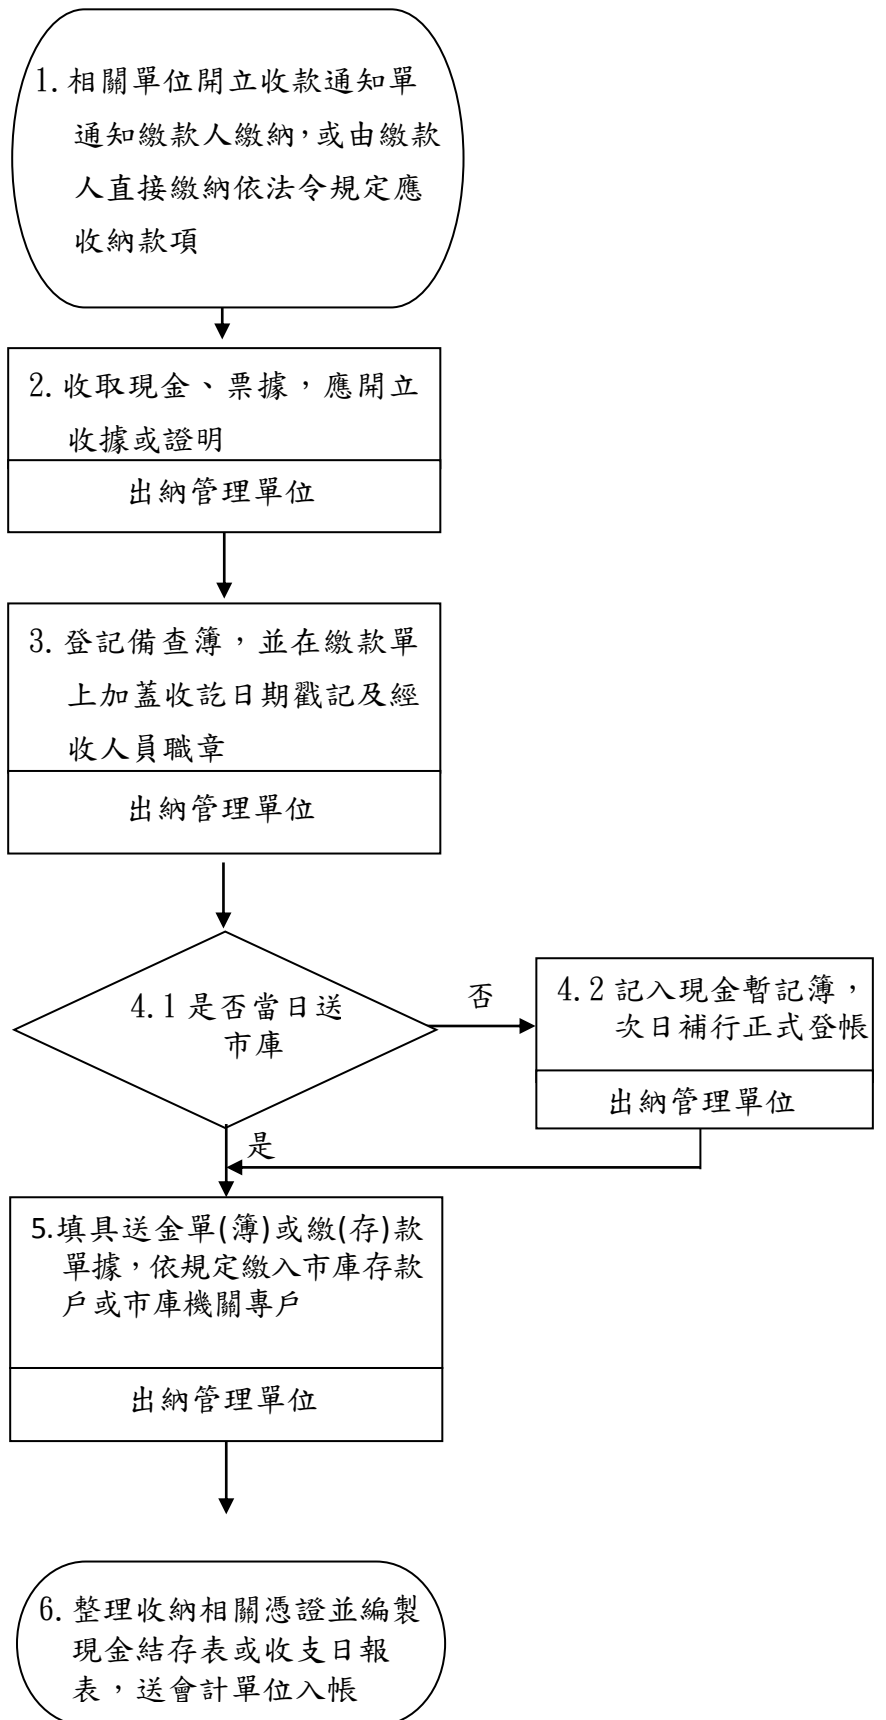 1. 相關單位開立收款通知單
通知繳款人繳納，或由繳款
人直接繳納依法令規定應
收納款項
2. 收取現金、票據，應開立
收據或證明
出納管理單位
3. 登記備查簿，並在繳款單
上加蓋收訖日期戳記及經
收人員職章
出納管理單位
4.1 是否當日送
市庫
否
4.2 記入現金暫記簿，
次日補行正式登帳
出納管理單位
是
5.填具送金單(簿)或繳(存)款
單據，依規定繳入市庫存款
戶或市庫機關專戶
出納管理單位
6. 整理收納相關憑證並編製
現金結存表或收支日報
表，送會計單位入帳